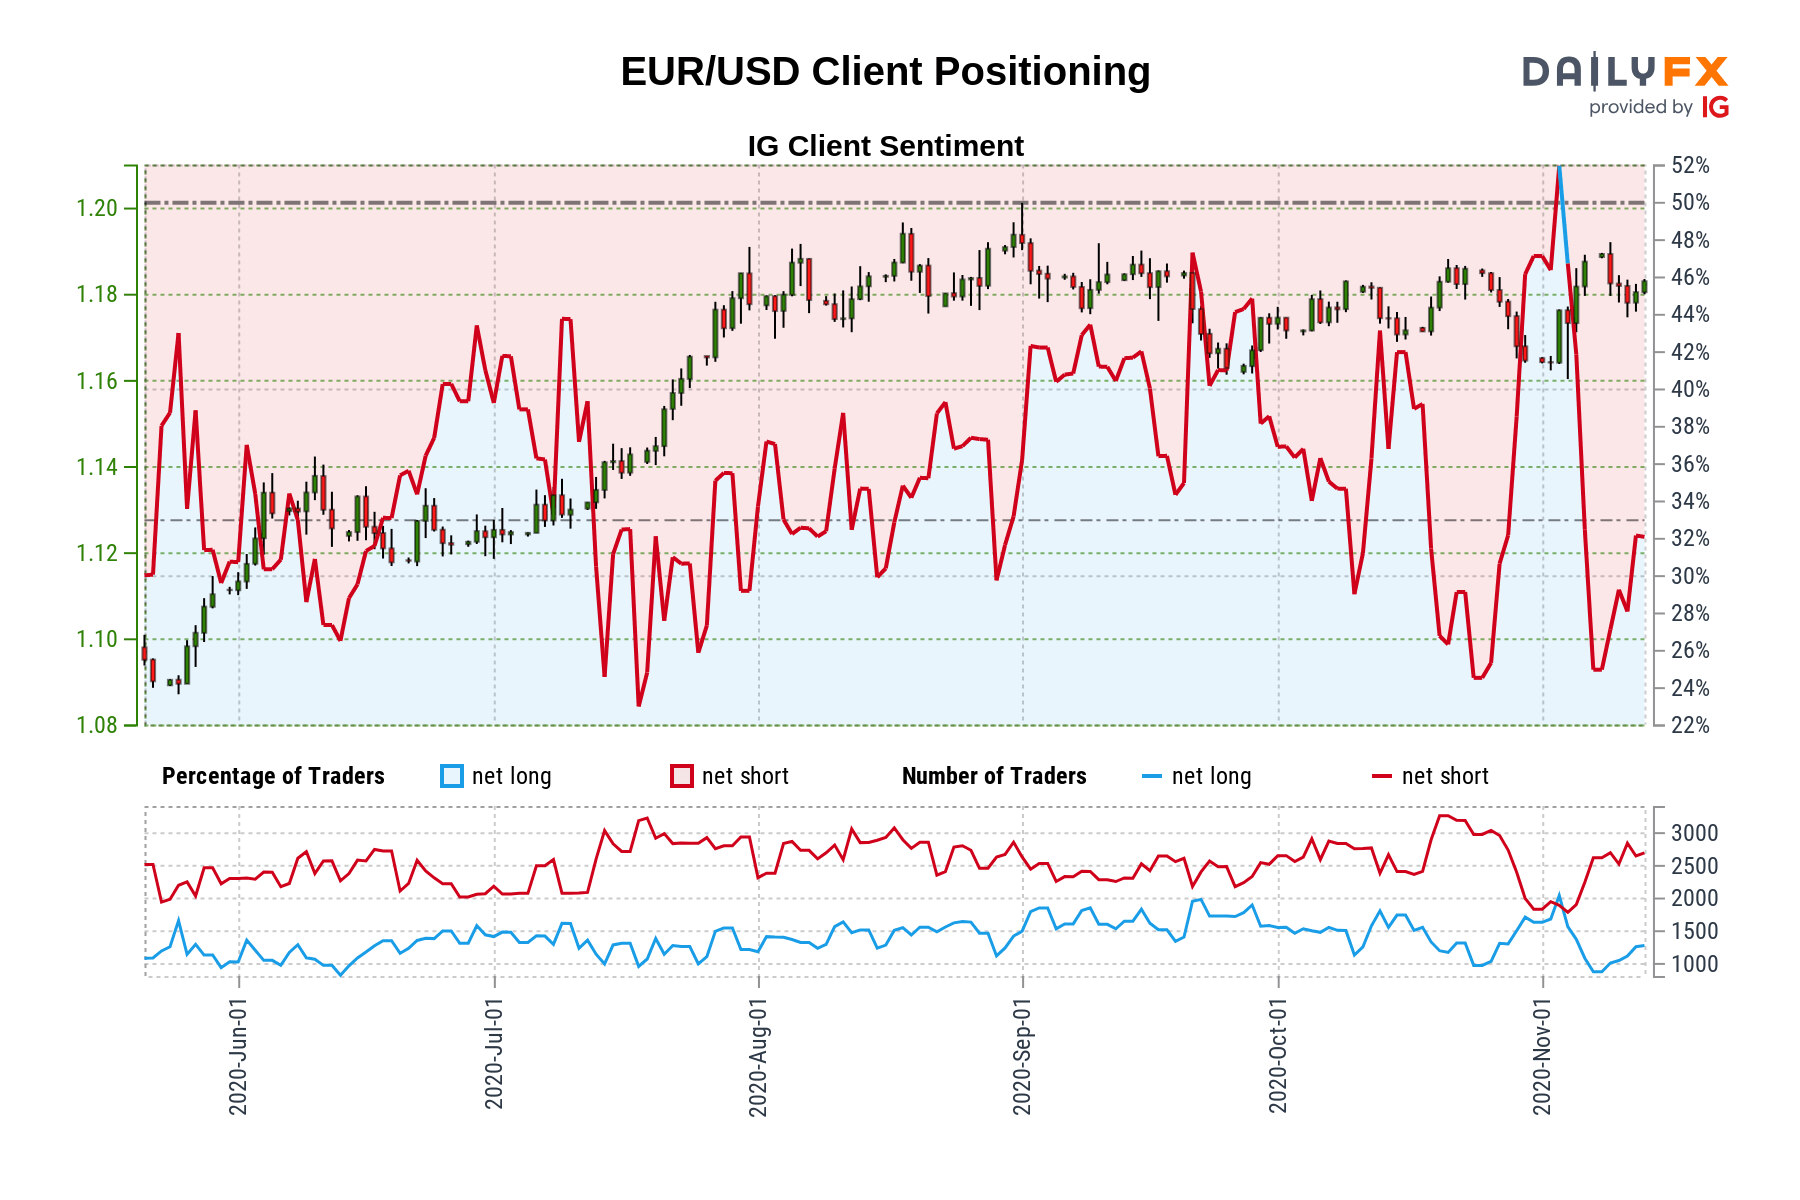 EUR/USD Client Positioning
DAILYFX
provided by IG
IG Client Sentiment
1.20
1.18
1.16
1.14
1.12
1.10
1.08
52%
50%
48%
46%
44%
42%
40%
38%
36%
34%
32%
30%
28%
26%
24%
22%
Percentage of Traders
net long
net short
Number of Traders
net long
net short
3000
2500
2000
1500
1000
2020-Jun-01
2020-Jul-01
2020-Aug-01
2020-Sep-01
2020-Oct-01
2020-Nov-01